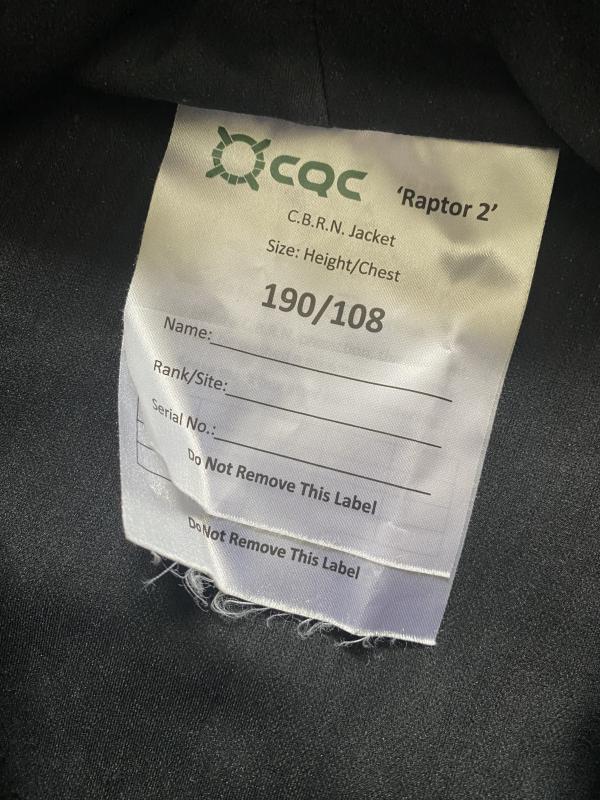 CQC 'Raptor 2'
C.B.R.N. Jacket
Size: Height/Chest
190/108
Name:
Rank/Site:
Serial No.:
Do Not Remove This Label
Do Not Remove This Label